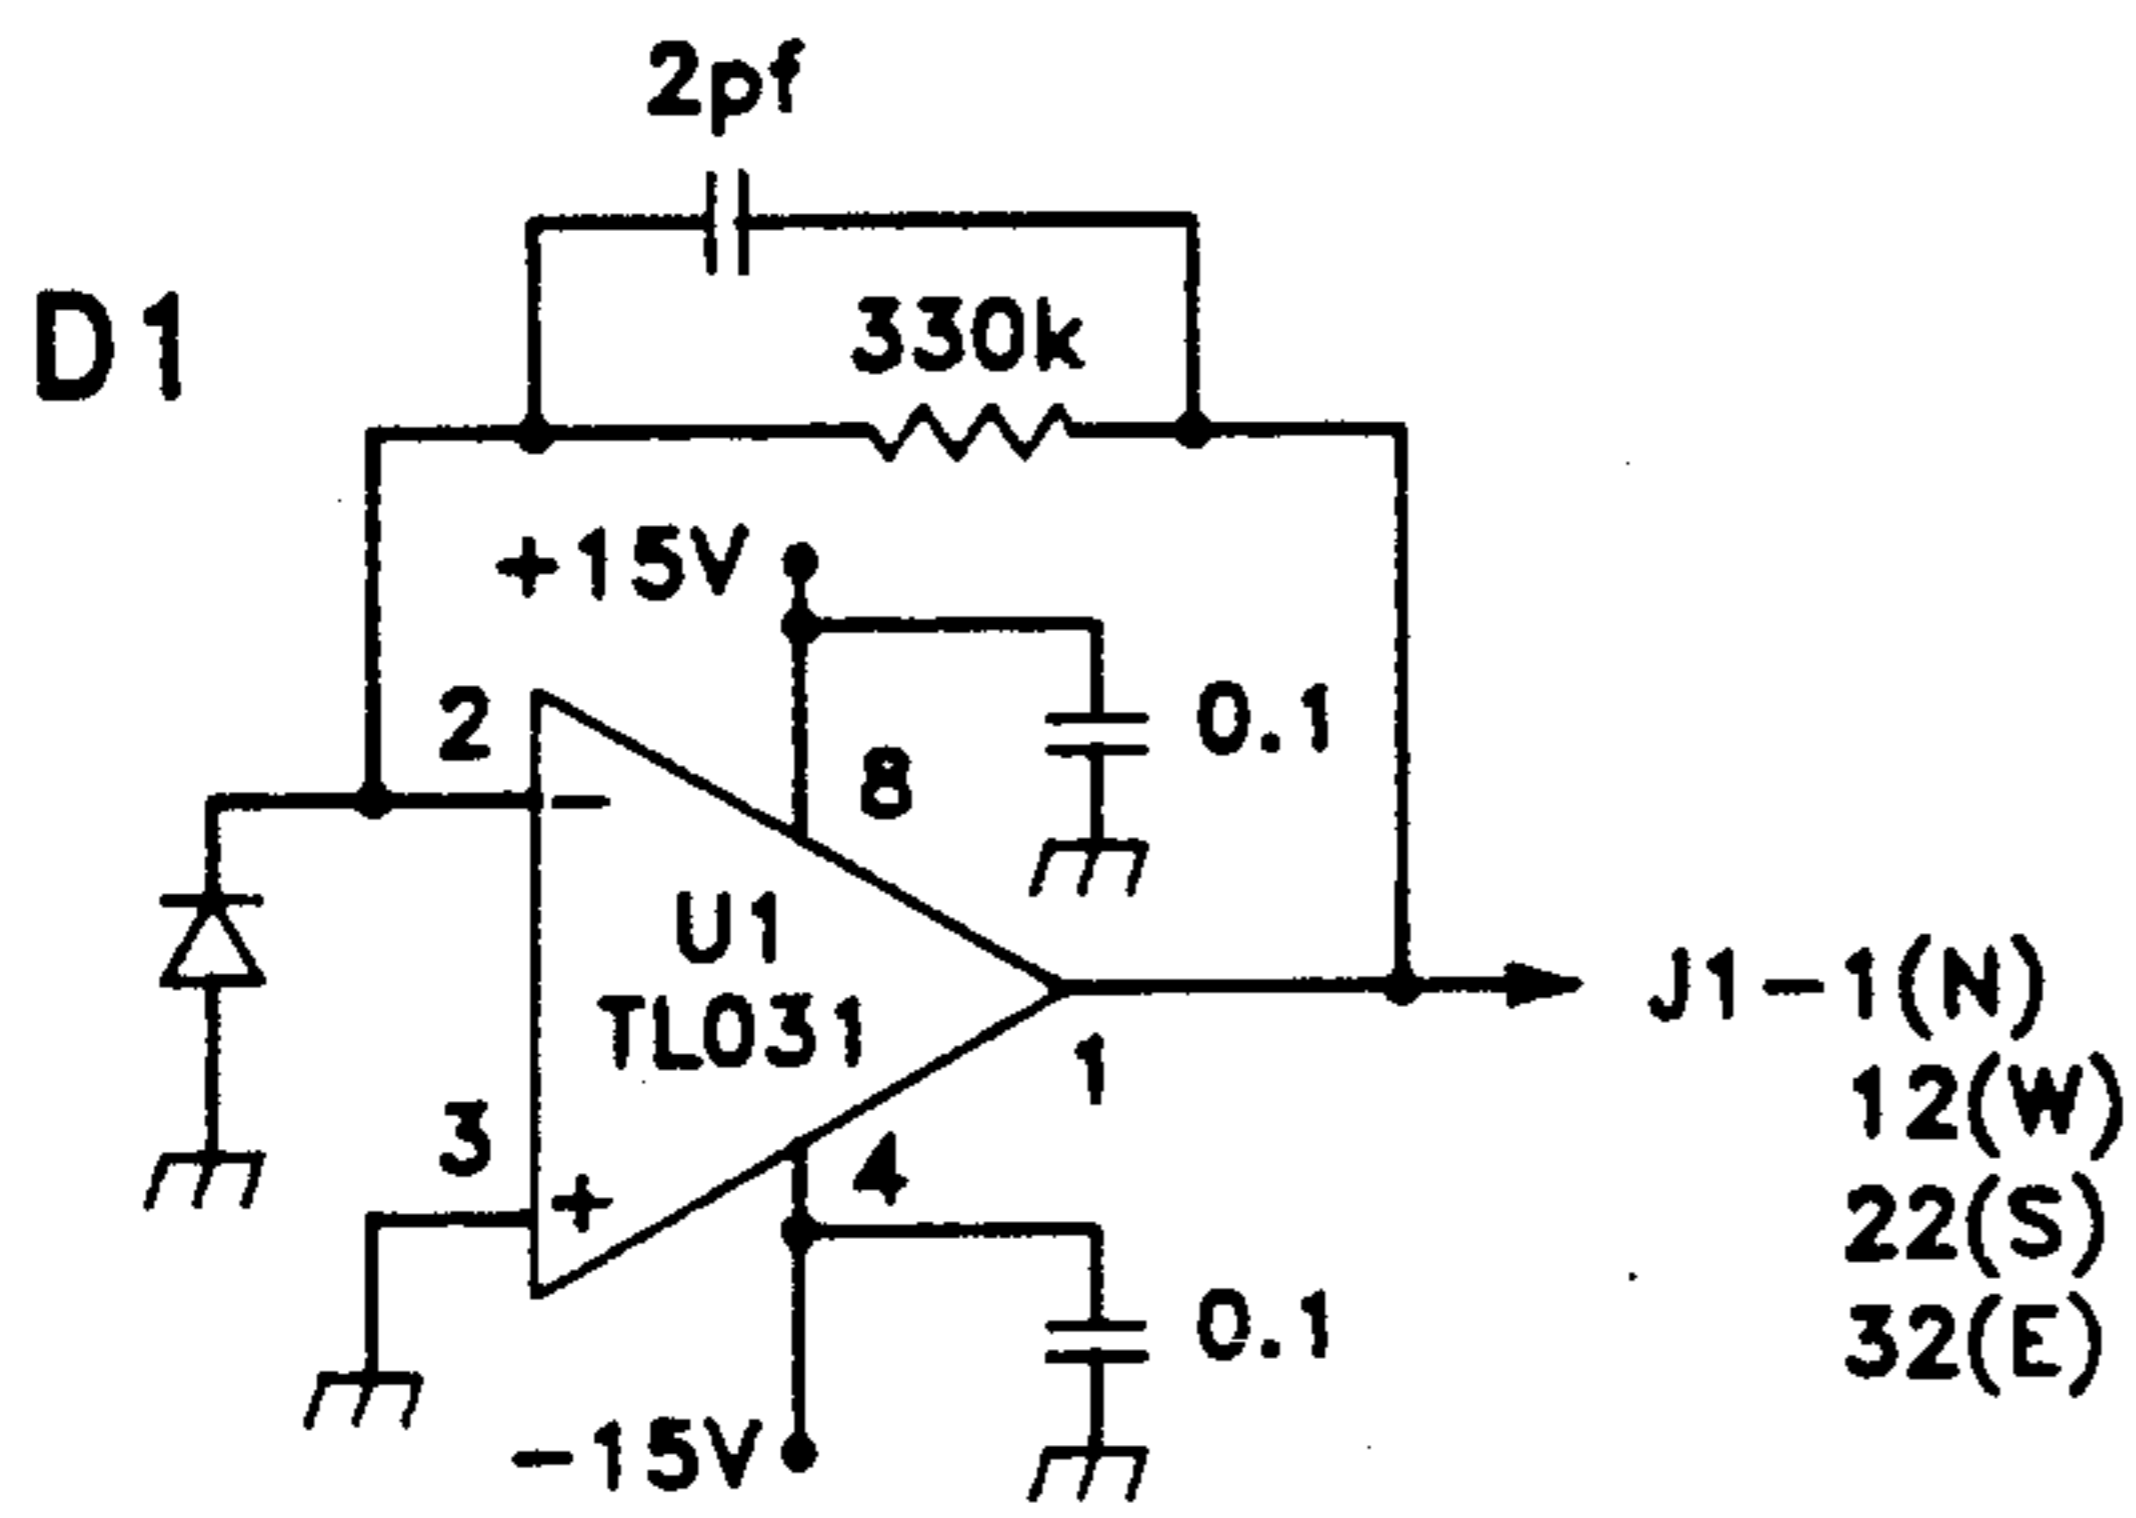 2pf
D1
330k
+15V
2
8
0.1
U1
TL031
J1-1(N)
12(W)
22(S)
32(E)
1
3
4
+
0.1
-15V